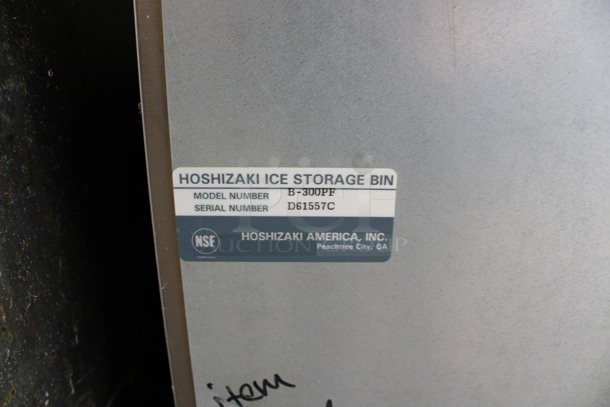 HOSHIZAKI ICE STORAGE BIN
MODEL NUMBER B-300PF
SERIAL NUMBER D61557C
NSF
HOSHIZAKI AMERICA, INC.
Peachtree City, GA
item